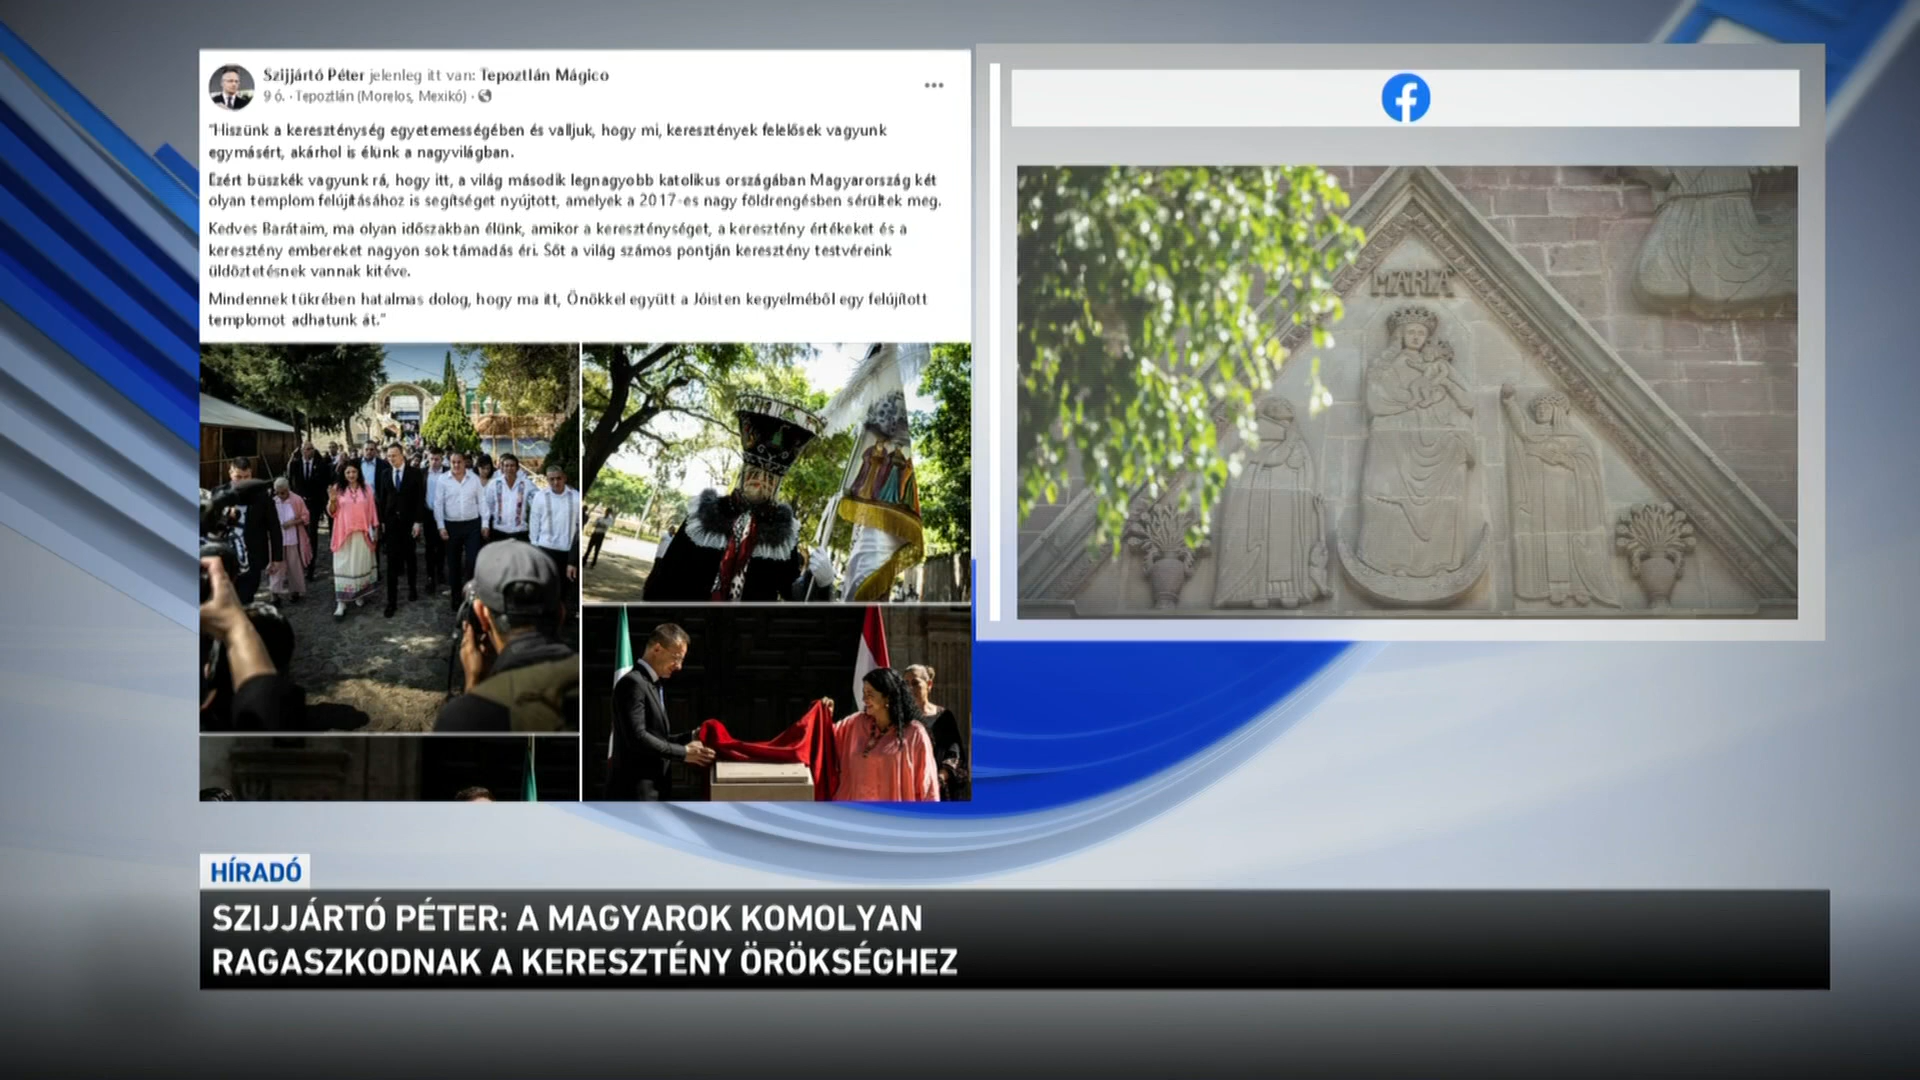 Szijjártó Péter jelenleg itt van: Tepoztlán Mágico
9 ó. · Tepoztlán (Morelos, Mexikó) ·
"Hiszünk a kereszténység egyetemességében és valljuk, hogy mi, keresztények felelősek vagyunk
egymásért, akárhol is élünk a nagyvilágban.
Ezért büszkék vagyunk rá, hogy itt, a világ második legnagyobb katolikus országában Magyarország két
olyan templom felújításához is segítséget nyújtott, amelyek a 2017-es nagy földrengésben sérültek meg.
Kedves Barátaim, ma olyan időszakban élünk, amikor a kereszténységet, a keresztény értékeket és a
keresztény embereket nagyon sok támadás éri. Sőt a világ számos pontján keresztény testvéreink
üldöztetésnek vannak kitéve.
Mindennek tükrében hatalmas dolog, hogy ma itt, Önökkel együtt a Jóisten kegyelméből egy felújított
templomot adhatunk át."
MARIA
HÍRADÓ
SZIJJÁRTÓ PÉTER: A MAGYAROK KOMOLYAN
RAGASZKODNAK A KERESZTÉNY ÖRÖKSÉGHEZ